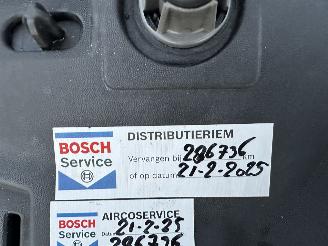 DISTRIBUTIERIEM
BOSCH
Service
Vervangen bij 286736 km
of op datum 21-2-2025
AIRCOSERVICE
BOSCH
Service
Datum 21-2-25
286736